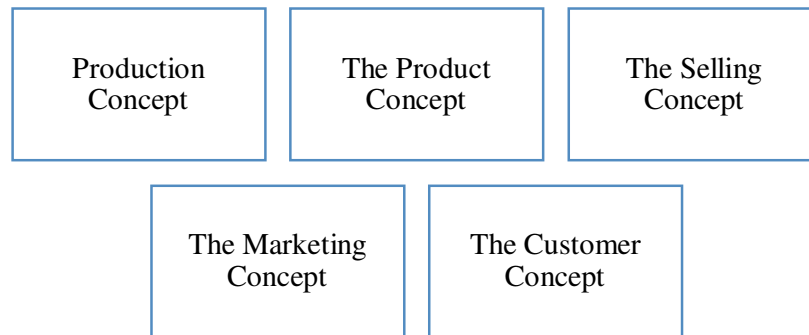 Production
Concept
The Product
Concept
The Selling
Concept
The Marketing
Concept
The Customer
Concept